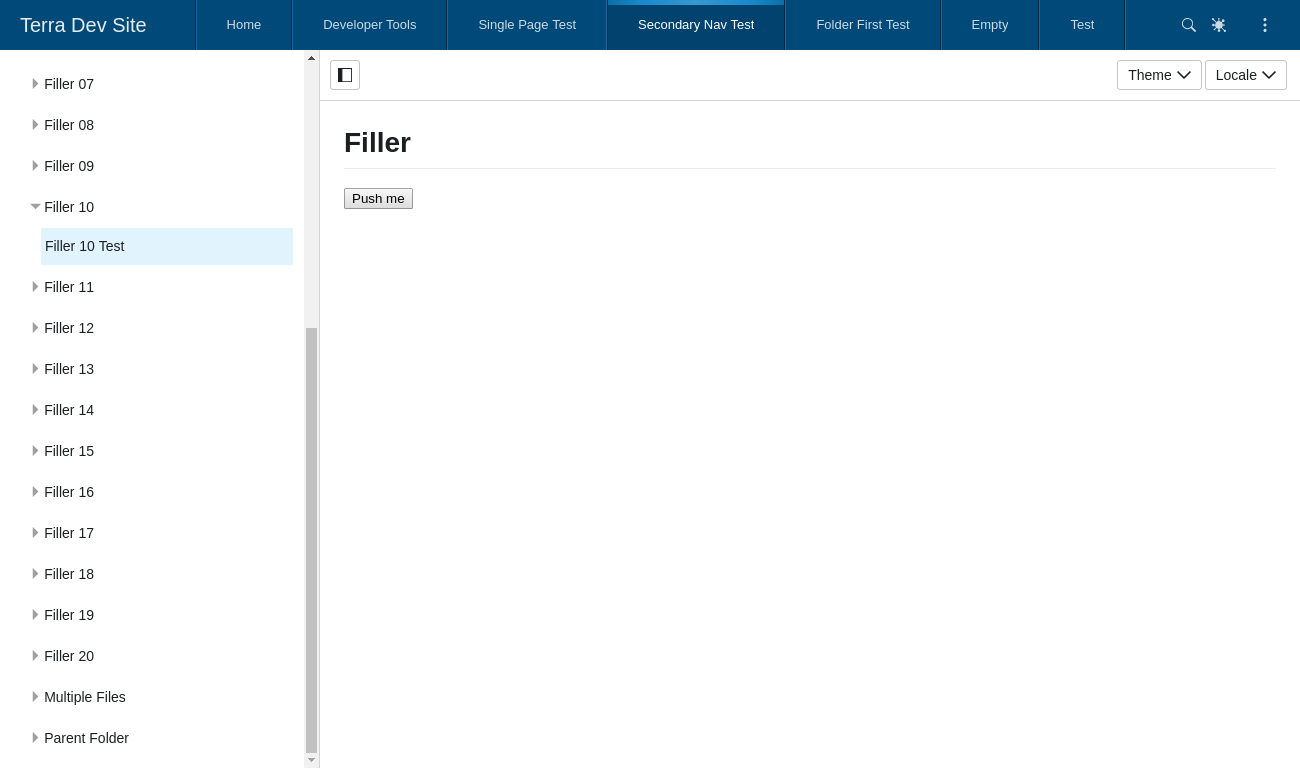 Terra Dev Site
Home
Developer Tools
Single Page Test
Secondary Nav Test
Folder First Test
Empty
Test
Filler 07
Filler 08
Filler 09
Filler 10
Filler 10 Test
Filler 11
Filler 12
Filler 13
Filler 14
Filler 15
Filler 16
Filler 17
Filler 18
Filler 19
Filler 20
Multiple Files
Parent Folder
Theme
Locale
Filler
Push me